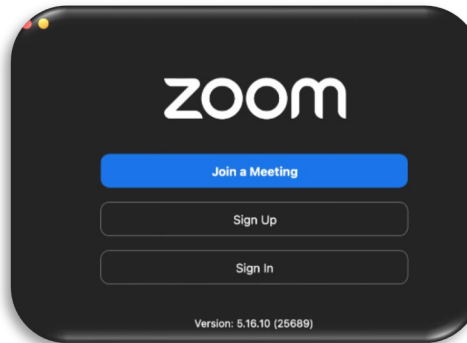 zoom
Join a Meeting
Sign Up
Sign In
Version: 5.16.10 (25689)